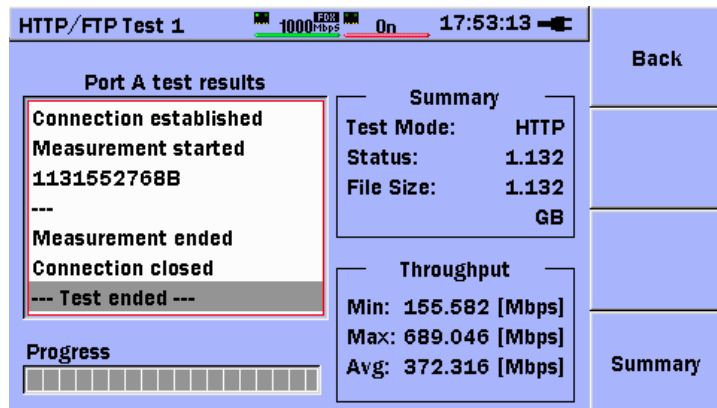 HTTP/FTP Test 1
1000 FDX Mbps
On
17:53:13
Back
Port A test results
Connection established
Measurement started
1131552768B
---
Measurement ended
Connection closed
--- Test ended ---
Progress
Summary
Test Mode: HTTP
Status: 1.132
File Size: 1.132
GB
Throughput
Min: 155.582 [Mbps]
Max: 689.046 [Mbps]
Avg: 372.316 [Mbps]
Summary